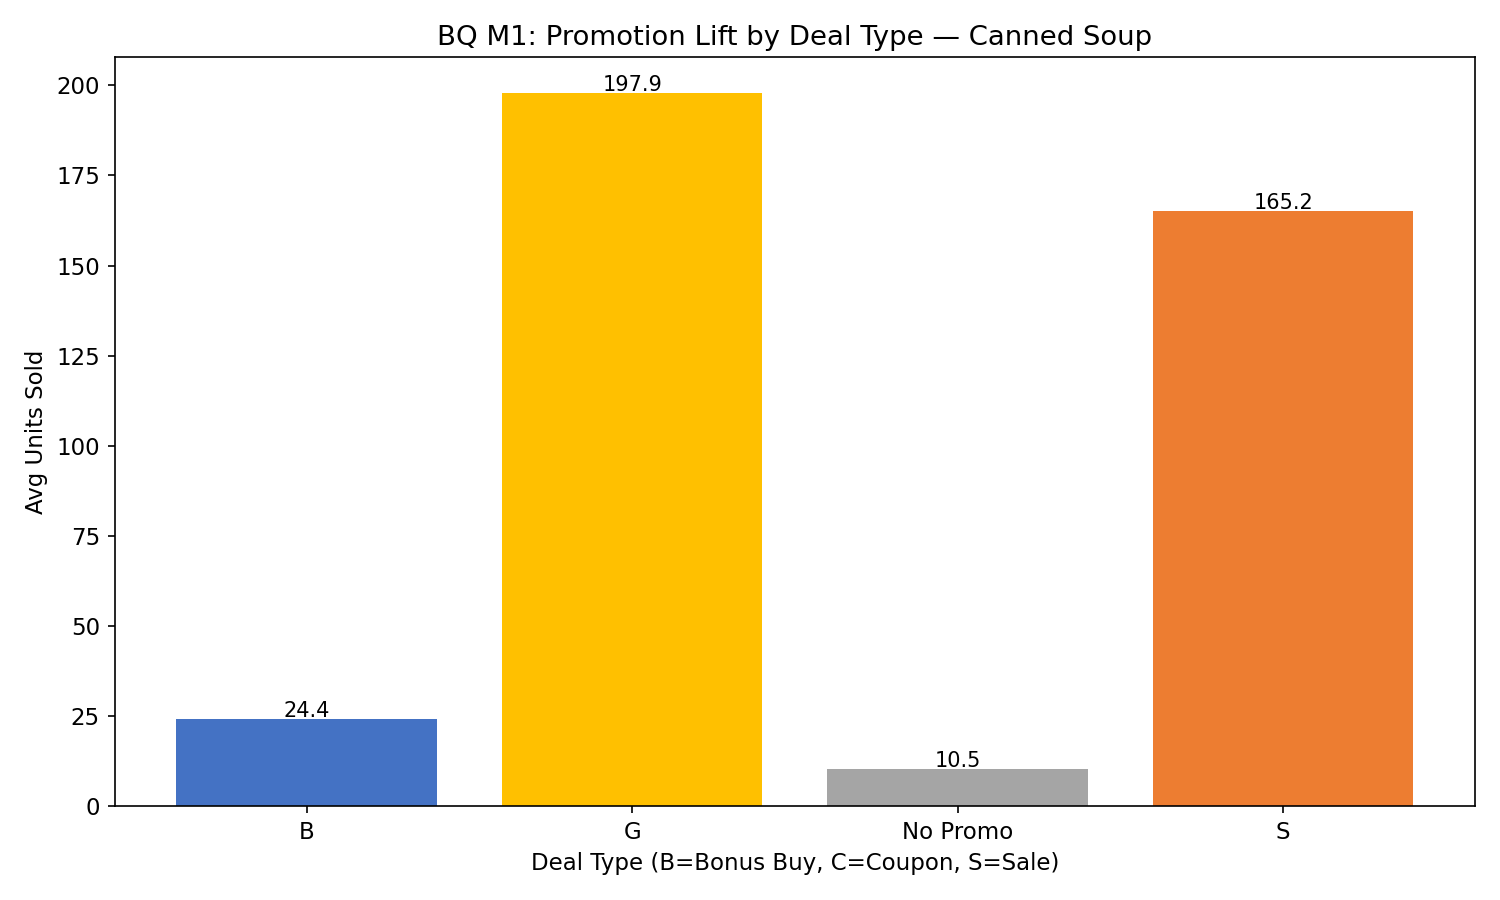 BQ M1: Promotion Lift by Deal Type — Canned Soup
200
175
150
125
100
75
50
25
0
Avg Units Sold
24.4
197.9
10.5
165.2
B
G
No Promo
S
Deal Type (B=Bonus Buy, C=Coupon, S=Sale)